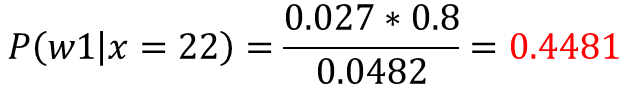 P(w1|x = 22) = 0.027 * 0.8 / 0.0482 = 0.4481